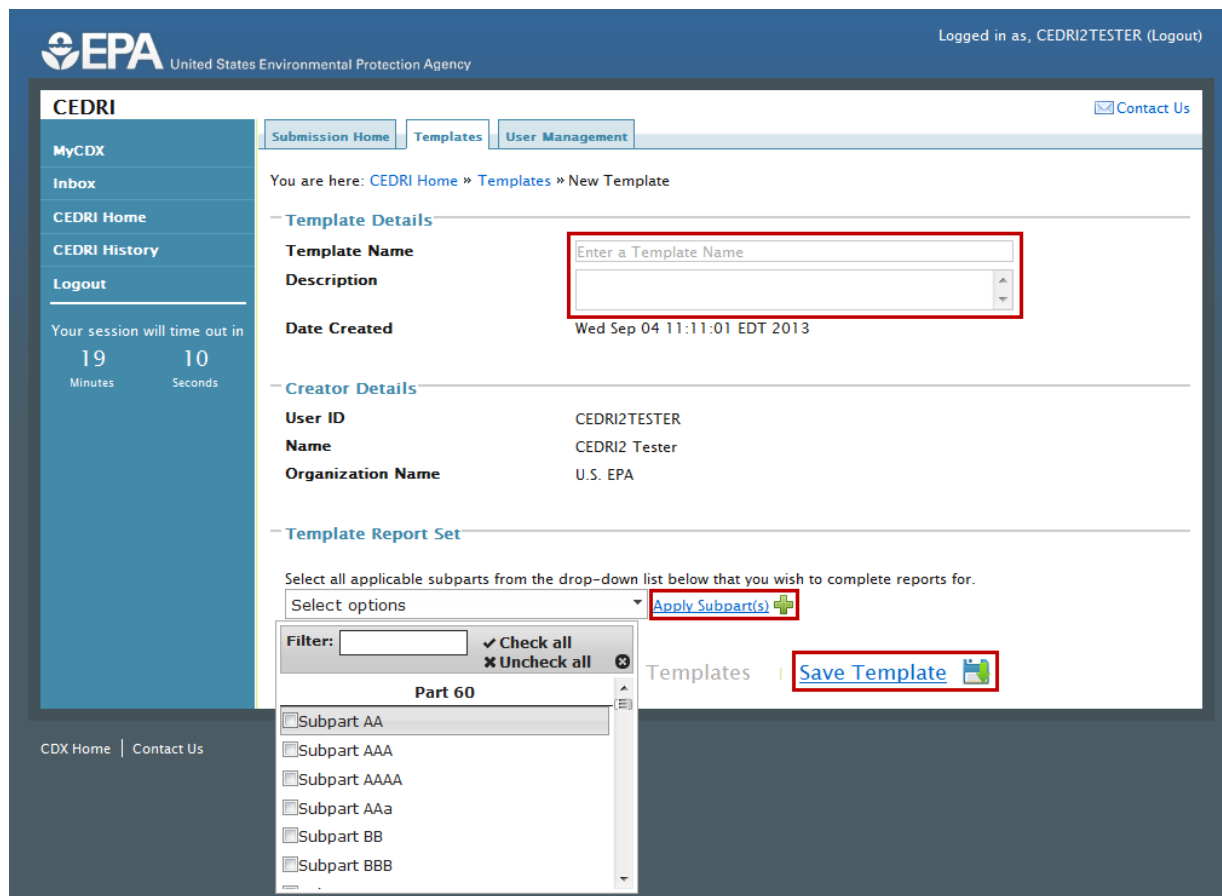 Logged in as, CEDRI2TESTER (Logout)
EPA United States Environmental Protection Agency
CEDRI
Contact Us
MyCDX
Inbox
CEDRI Home
CEDRI History
Logout
Your session will time out in
19 10
Minutes Seconds
Submission Home Templates User Management
You are here: CEDRI Home » Templates » New Template
Template Details
Template Name Enter a Template Name
Description
Date Created Wed Sep 04 11:11:01 EDT 2013
Creator Details
User ID CEDRI2TESTER
Name CEDRI2 Tester
Organization Name U.S. EPA
Template Report Set
Select all applicable subparts from the drop-down list below that you wish to complete reports for.
Select options Apply Subpart(s)
Filter: Check all
Uncheck all
Templates Save Template
Part 60
Subpart AA
Subpart AAA
Subpart AAAA
Subpart AAa
Subpart BB
Subpart BBB
CDX Home | Contact Us